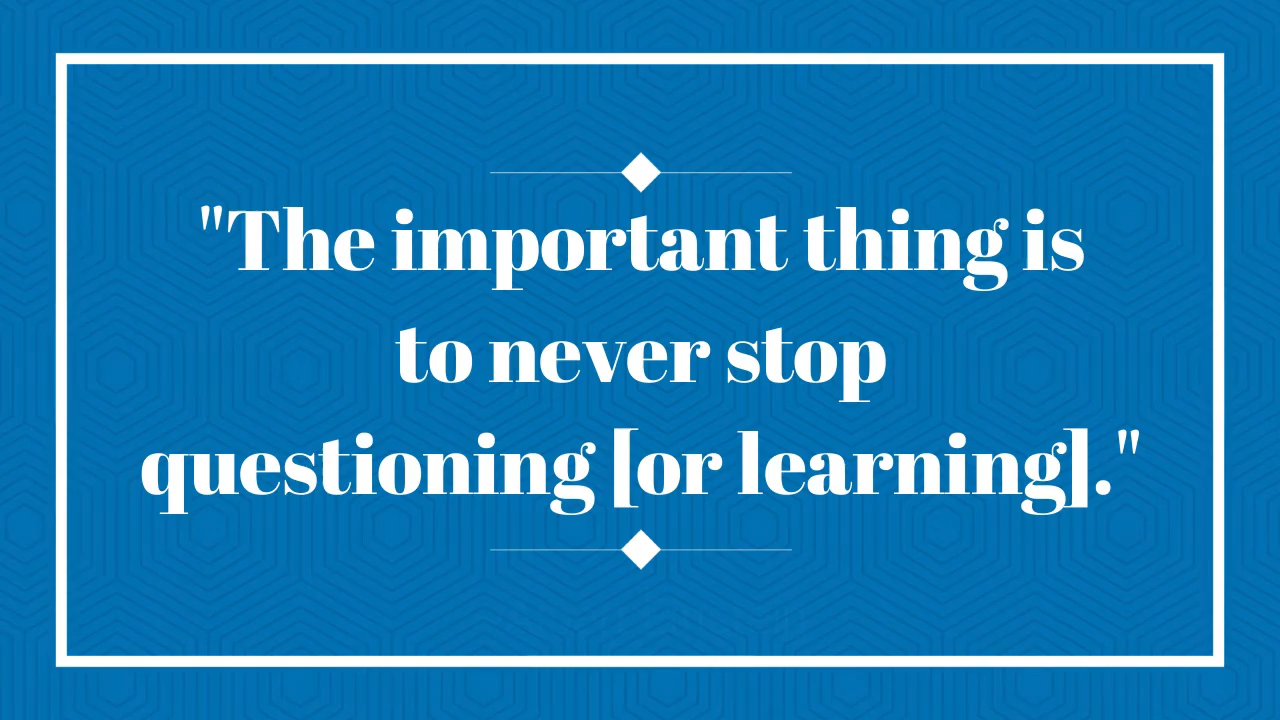 "The important thing is
to never stop
questioning [or learning]."